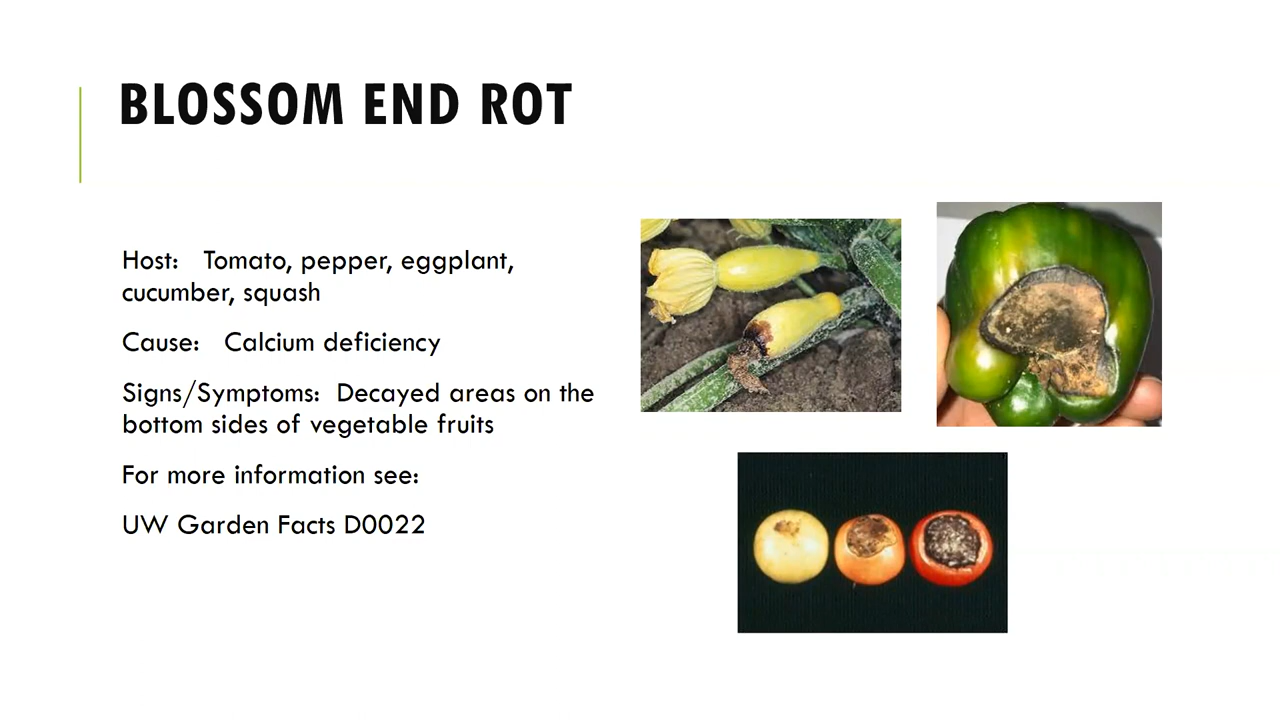 BLOSSOM END ROT
Host: Tomato, pepper, eggplant,
cucumber, squash
Cause: Calcium deficiency
Signs/Symptoms: Decayed areas on the
bottom sides of vegetable fruits
For more information see:
UW Garden Facts D0022